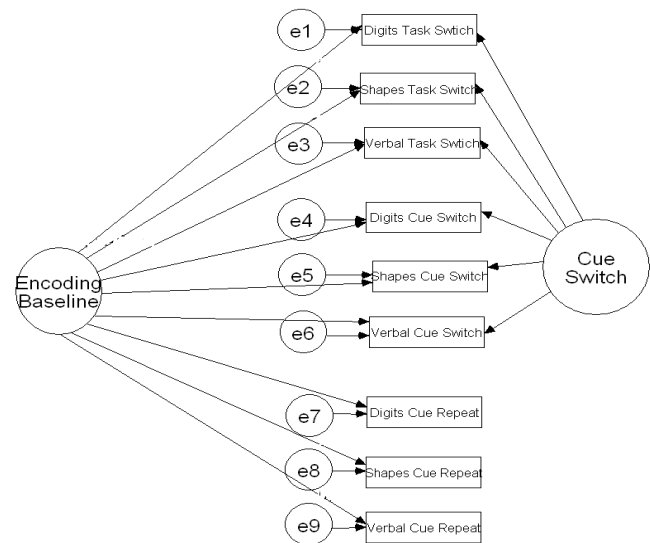 e1
Digits Task Swtich
e2
Shapes Task Switch
e3
Verbal Task Swtich
e4
Digits Cue Switch
Encoding
Baseline
Cue
Switch
e5
Shapes Cue Switch
e6
Verbal Cue Switch
e7
Digits Cue Repeat
e8
Shapes Cue Repeat
e9
Verbal Cue Repeat